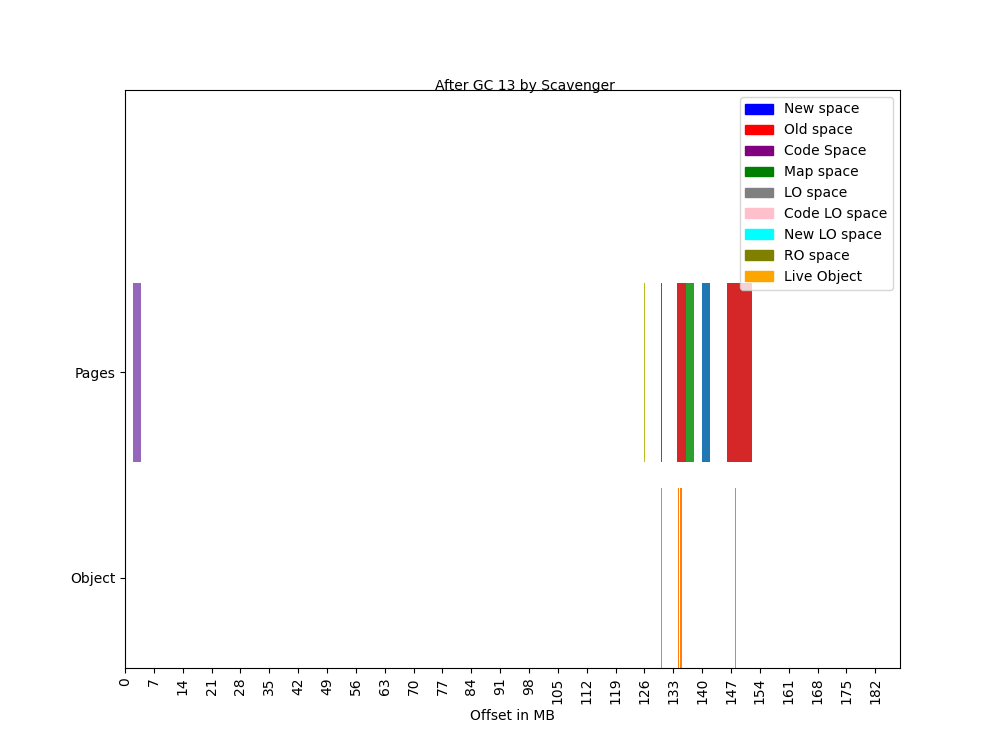 After GC 13 by Scavenger
New space
Old space
Code Space
Map space
LO space
Code LO space
New LO space
RO space
Live Object
Pages
Object
0 7 14 21 28 35 42 49 56 63 70 77 84 91 98 105 112 119 126 133 140 147 154 161 168 175 182
Offset in MB